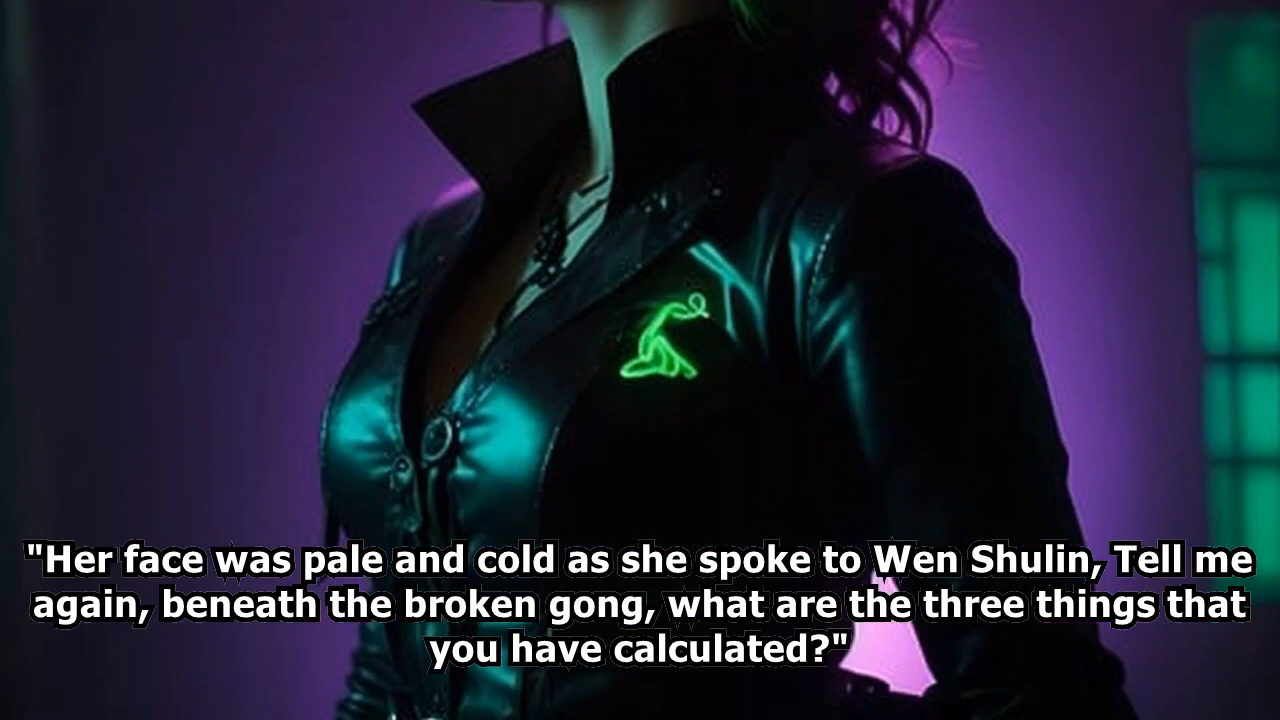 "Her face was pale and cold as she spoke to Wen Shulin, Tell me
again, beneath the broken gong, what are the three things that
you have calculated?"